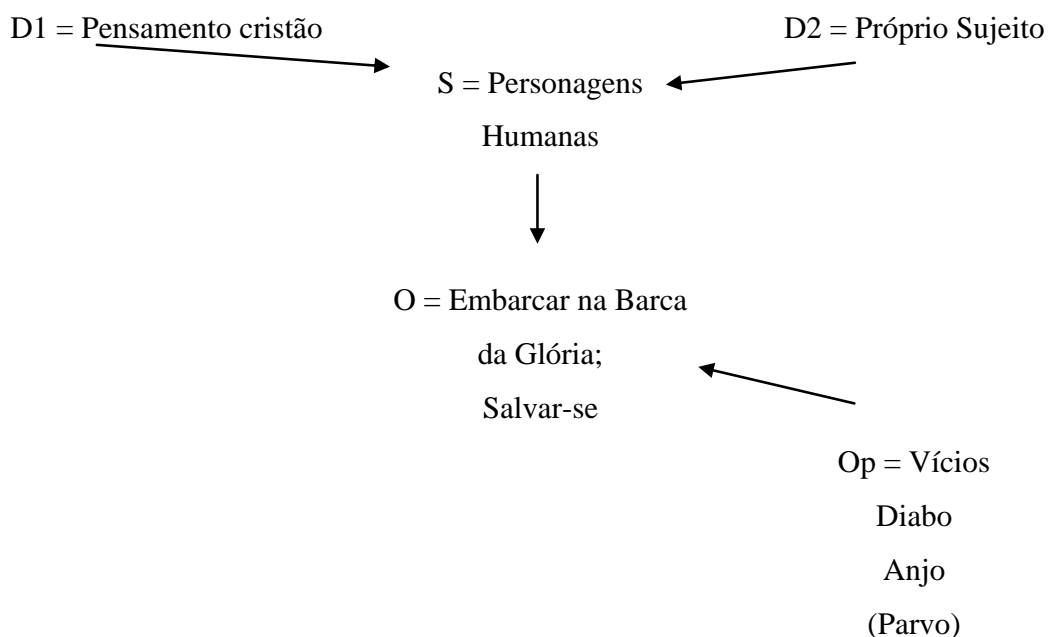 D1 = Pensamento cristão
D2 = Próprio Sujeito
S = Personagens
Humanas
O = Embarcar na Barca
da Glória;
Salvar-se
Op = Vícios
Diabo
Anjo
(Parvo)